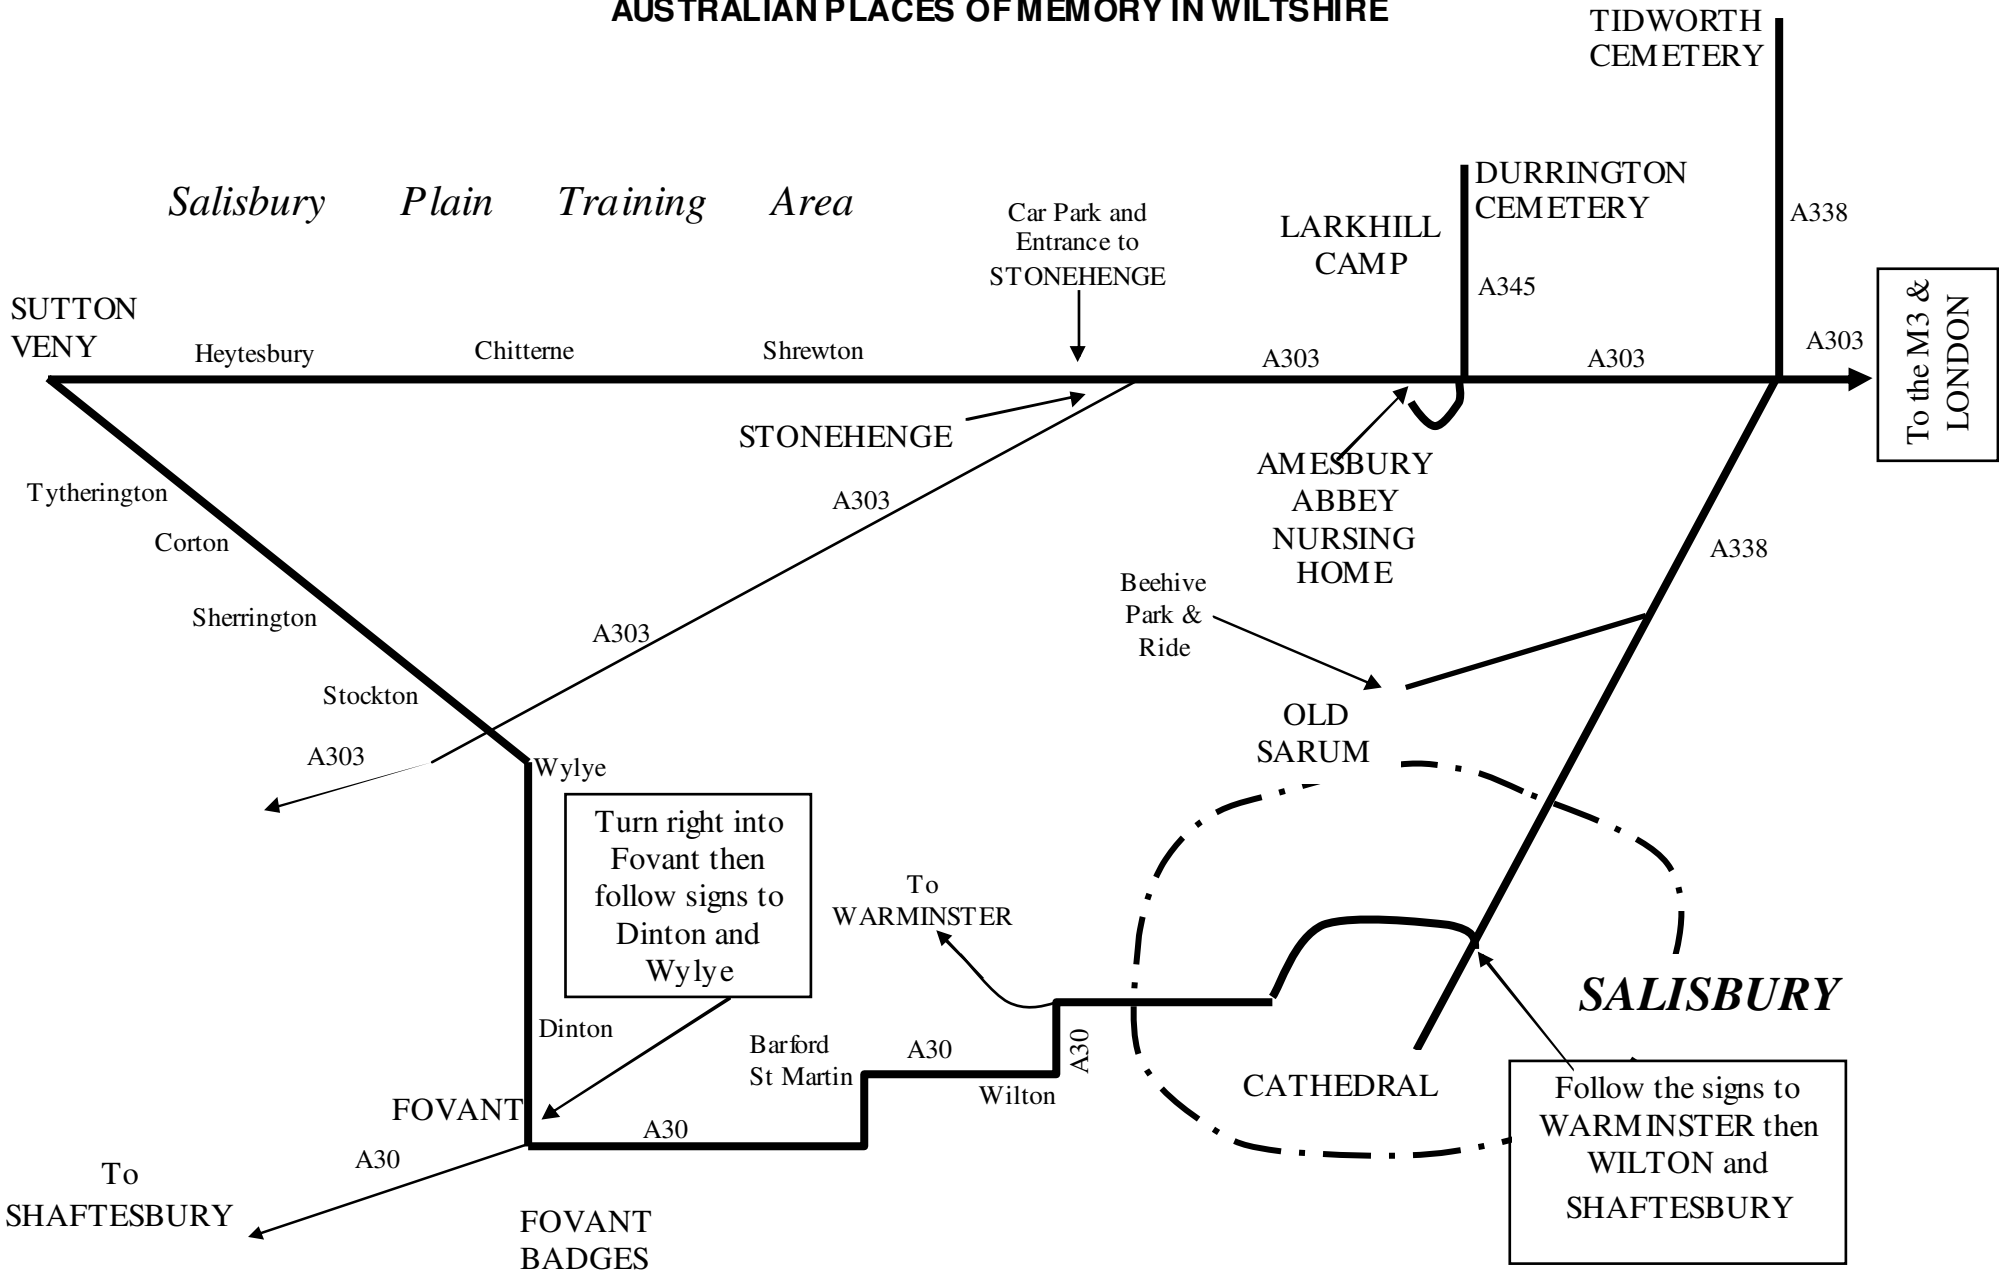 AUSTRALIAN PLACES OF MEMORY IN WILTSHIRE
TIDWORTH
CEMETERY
DURRINGTON
CEMETERY
Salisbury Plain Training Area
Car Park and
Entrance to
STONEHENGE
LARKHILL
CAMP
A338
A345
SUTTON
VENY
Heytesbury
Chitterne
Shrewton
A303
A303
A303
To the M3 &
LONDON
STONEHENGE
AMESBURY
ABBEY
NURSING
HOME
Tytherington
Corton
A303
A338
Beehive
Park &
Ride
Sherrington
A303
Stockton
OLD
SARUM
A303
Wylye
Turn right into
Fovant then
follow signs to
Dinton and
Wylye
To
WARMINSTER
SALISBURY
Dinton
Barford
St Martin
A30
A30
Wilton
CATHEDRAL
Follow the signs to
WARMINSTER then
WILTON and
SHAFTESBURY
FOVANT
A30
A30
To
SHAFTESBURY
FOVANT
BADGES